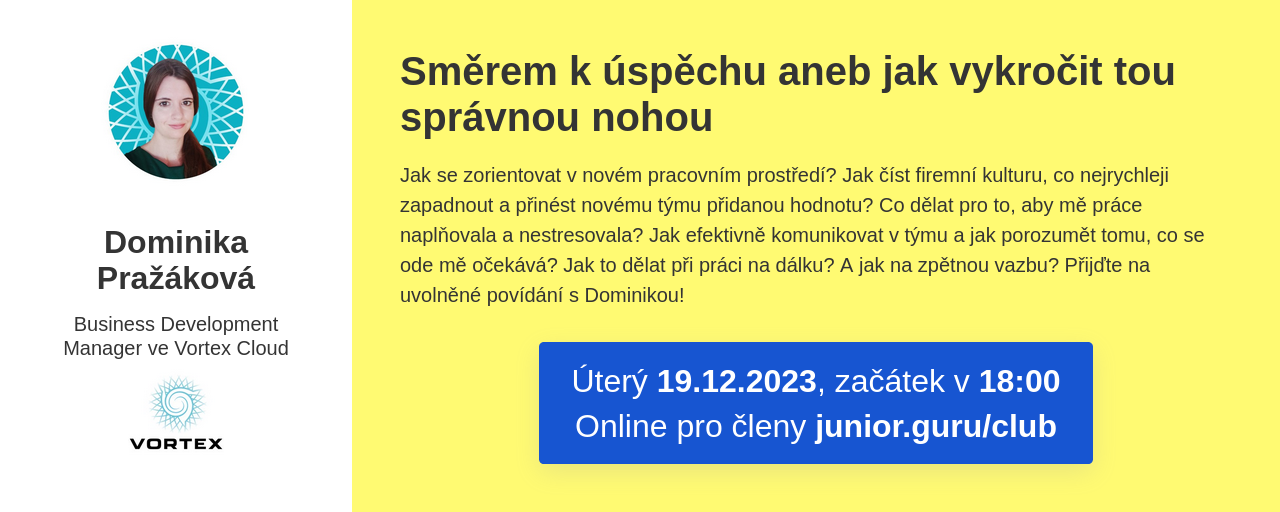 Dominika
Pražáková
Business Development
Manager ve Vortex Cloud
VORTEX
Směrem k úspěchu aneb jak vykročit tou
správnou nohou
Jak se zorientovat v novém pracovním prostředí? Jak číst firemní kulturu, co nejrychleji
zapadnout a přinést novému týmu přidanou hodnotu? Co dělat pro to, aby mě práce
naplňovala a nestresovala? Jak efektivně komunikovat v týmu a jak porozumět tomu, co se
ode mě očekává? Jak to dělat při práci na dálku? A jak na zpětnou vazbu? Přijďte na
uvolněné povídání s Dominikou!
Úterý 19.12.2023, začátek v 18:00
Online pro členy junior.guru/club